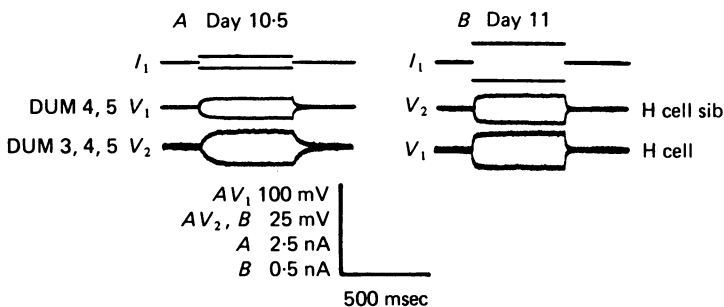 A Day 10·5
B Day 11
I1
I1
DUM 4, 5 V1
V2 H cell sib
DUM 3, 4, 5 V2
V1 H cell
AV1 100 mV
AV2, B 25 mV
A 2·5 nA
B 0·5 nA
500 msec